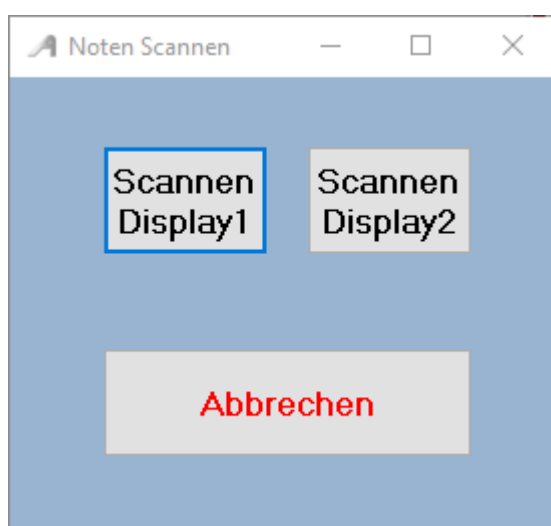 Noten Scannen
Scannen
Display1
Scannen
Display2
Abbrechen